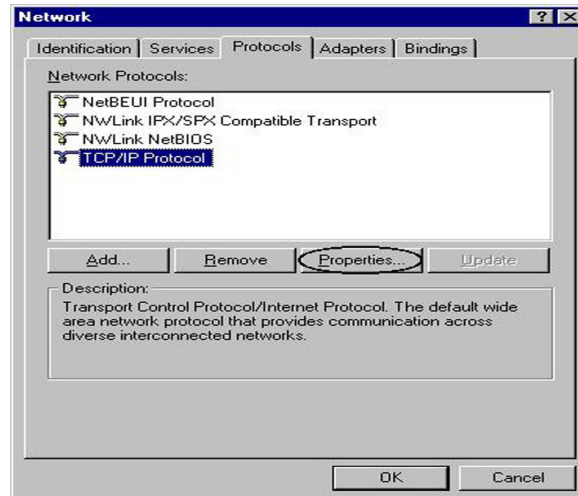 Network
Identification Services Protocols Adapters Bindings
Network Protocols:
NetBEUI Protocol
NWLink IPX/SPX Compatible Transport
NWLink NetBIOS
TCP/IP Protocol
Add... Remove Properties... Update
Description:
Transport Control Protocol/Internet Protocol. The default wide
area network protocol that provides communication across
diverse interconnected networks.
OK Cancel